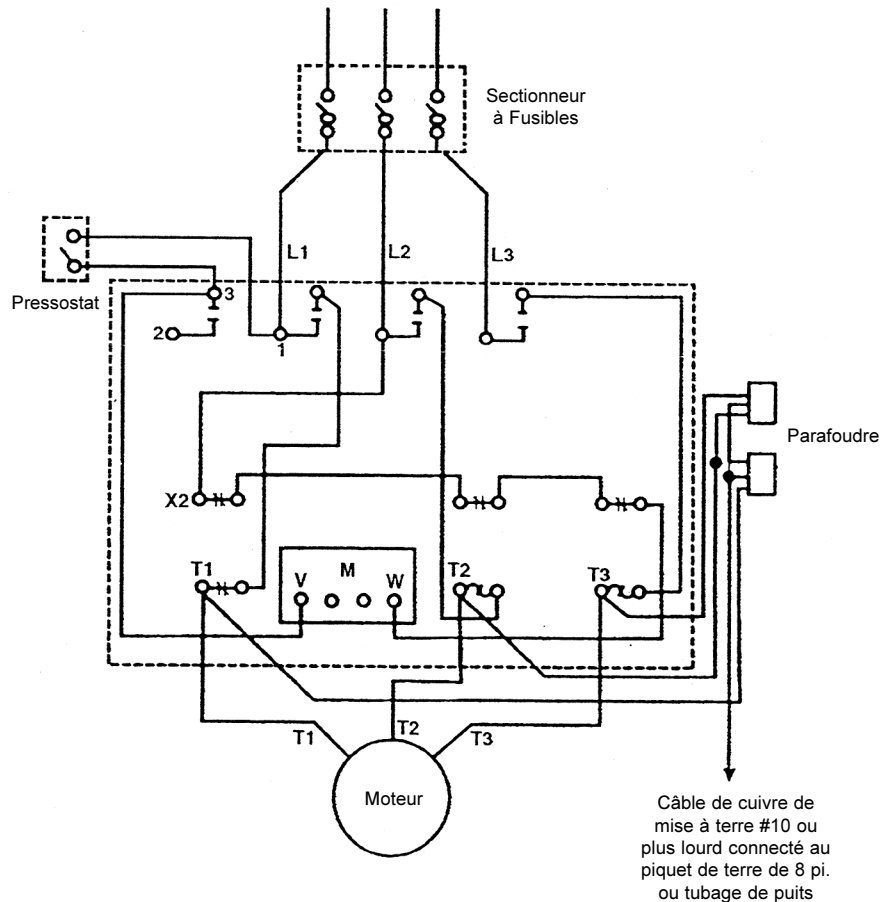 Sectionneur
à Fusibles
L1
L2
L3
Pressostat
3
2
1
Parafoudre
X2
T1
V
M
W
T2
T3
T1
T2
T3
Moteur
Câble de cuivre de
mise à terre #10 ou
plus lourd connecté au
piquet de terre de 8 pi.
ou tubage de puits